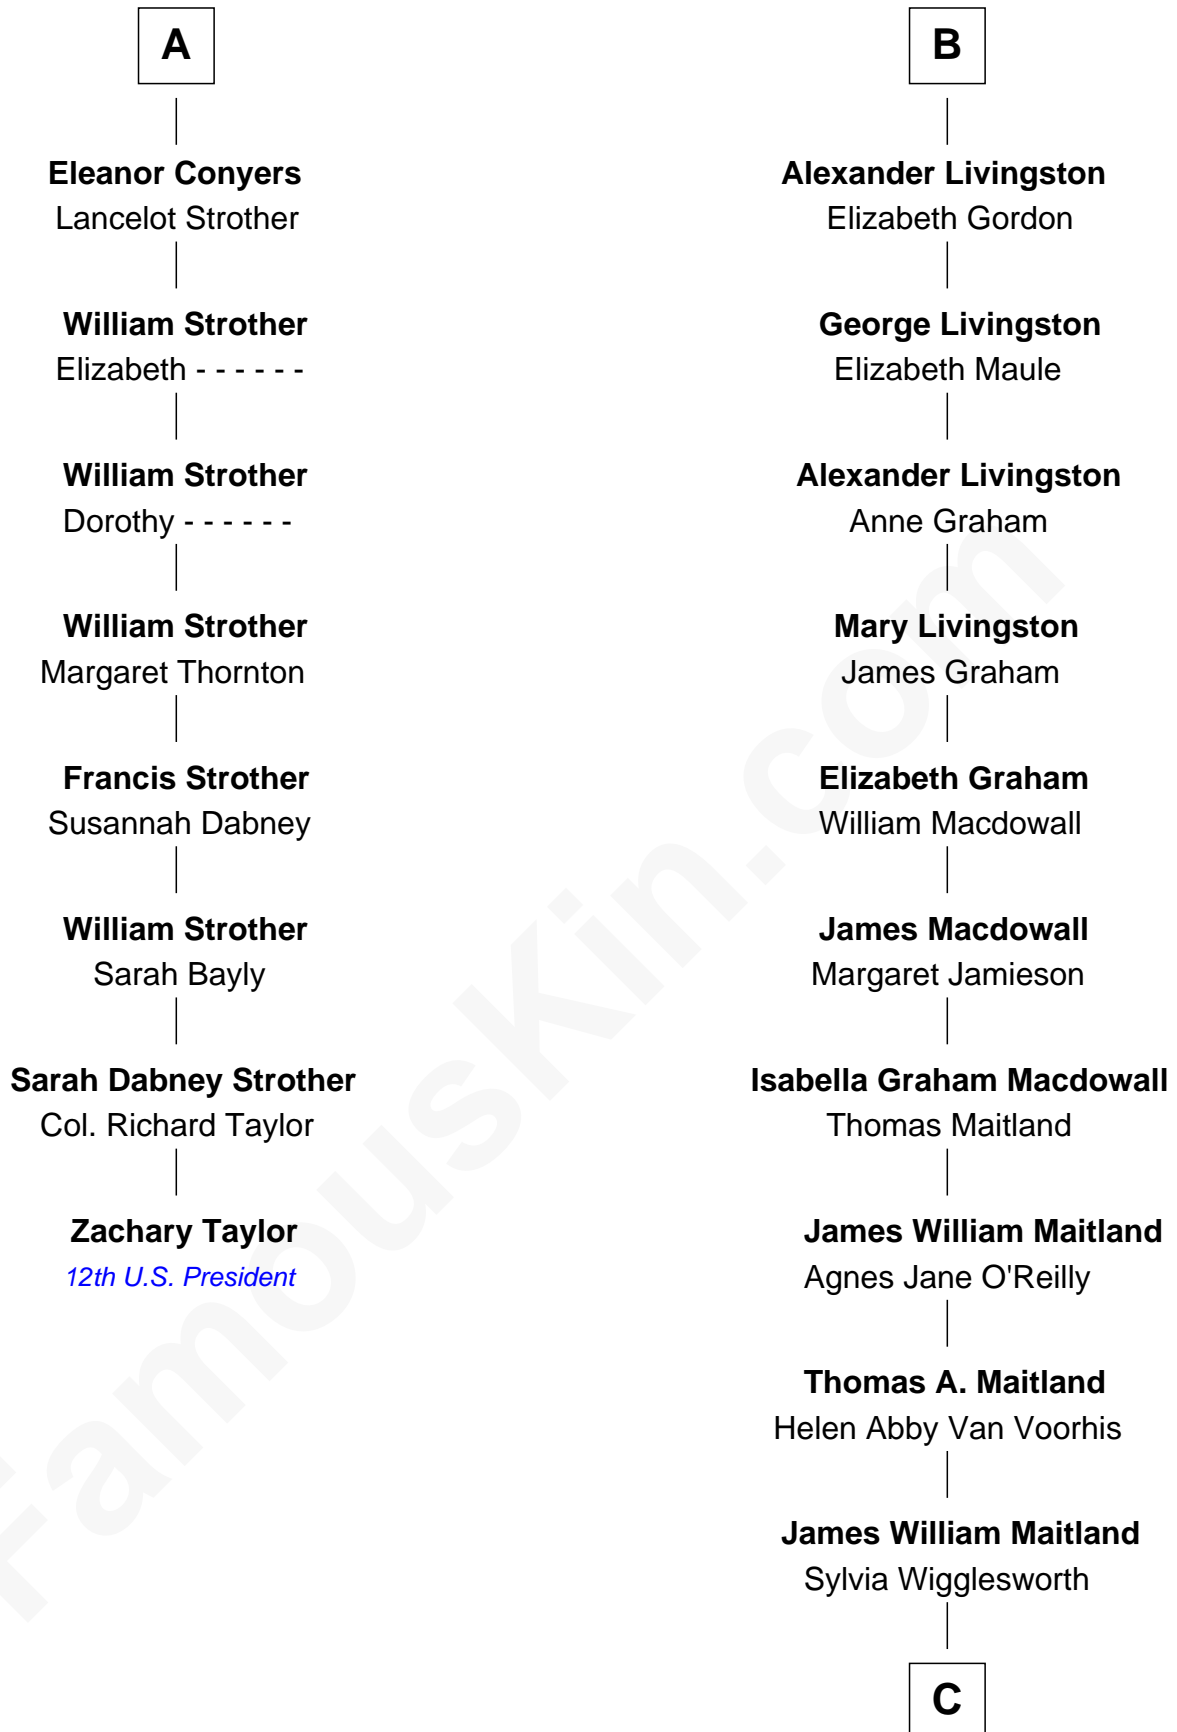 A
Eleanor Conyers
Lancelot Strother
William Strother
Elizabeth - - - - - -
William Strother
Dorothy - - - - - -
William Strother
Margaret Thornton
Francis Strother
Susannah Dabney
William Strother
Sarah Bayly
Sarah Dabney Strother
Col. Richard Taylor
Zachary Taylor
12th U.S. President
B
Alexander Livingston
Elizabeth Gordon
George Livingston
Elizabeth Maule
Alexander Livingston
Anne Graham
Mary Livingston
James Graham
Elizabeth Graham
William Macdowall
James Macdowall
Margaret Jamieson
Isabella Graham Macdowall
Thomas Maitland
James William Maitland
Agnes Jane O'Reilly
Thomas A. Maitland
Helen Abby Van Voorhis
James William Maitland
Sylvia Wigglesworth
C
FamousKin.com